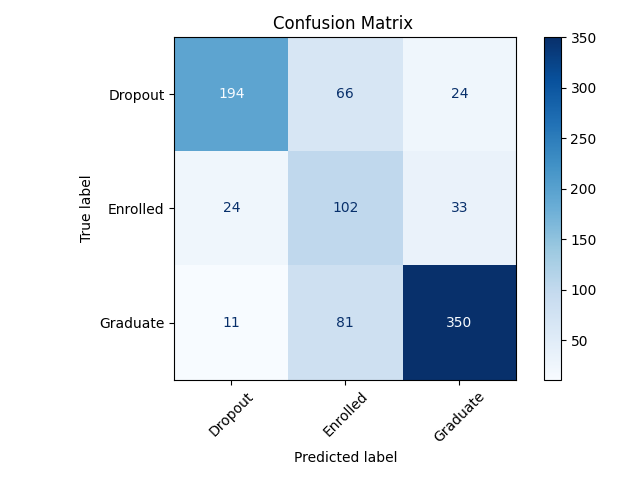 Confusion Matrix
Dropout 194 66 24
Enrolled 24 102 33
Graduate 11 81 350
Dropout Enrolled Graduate
True label
Predicted label
350
300
250
200
150
100
50